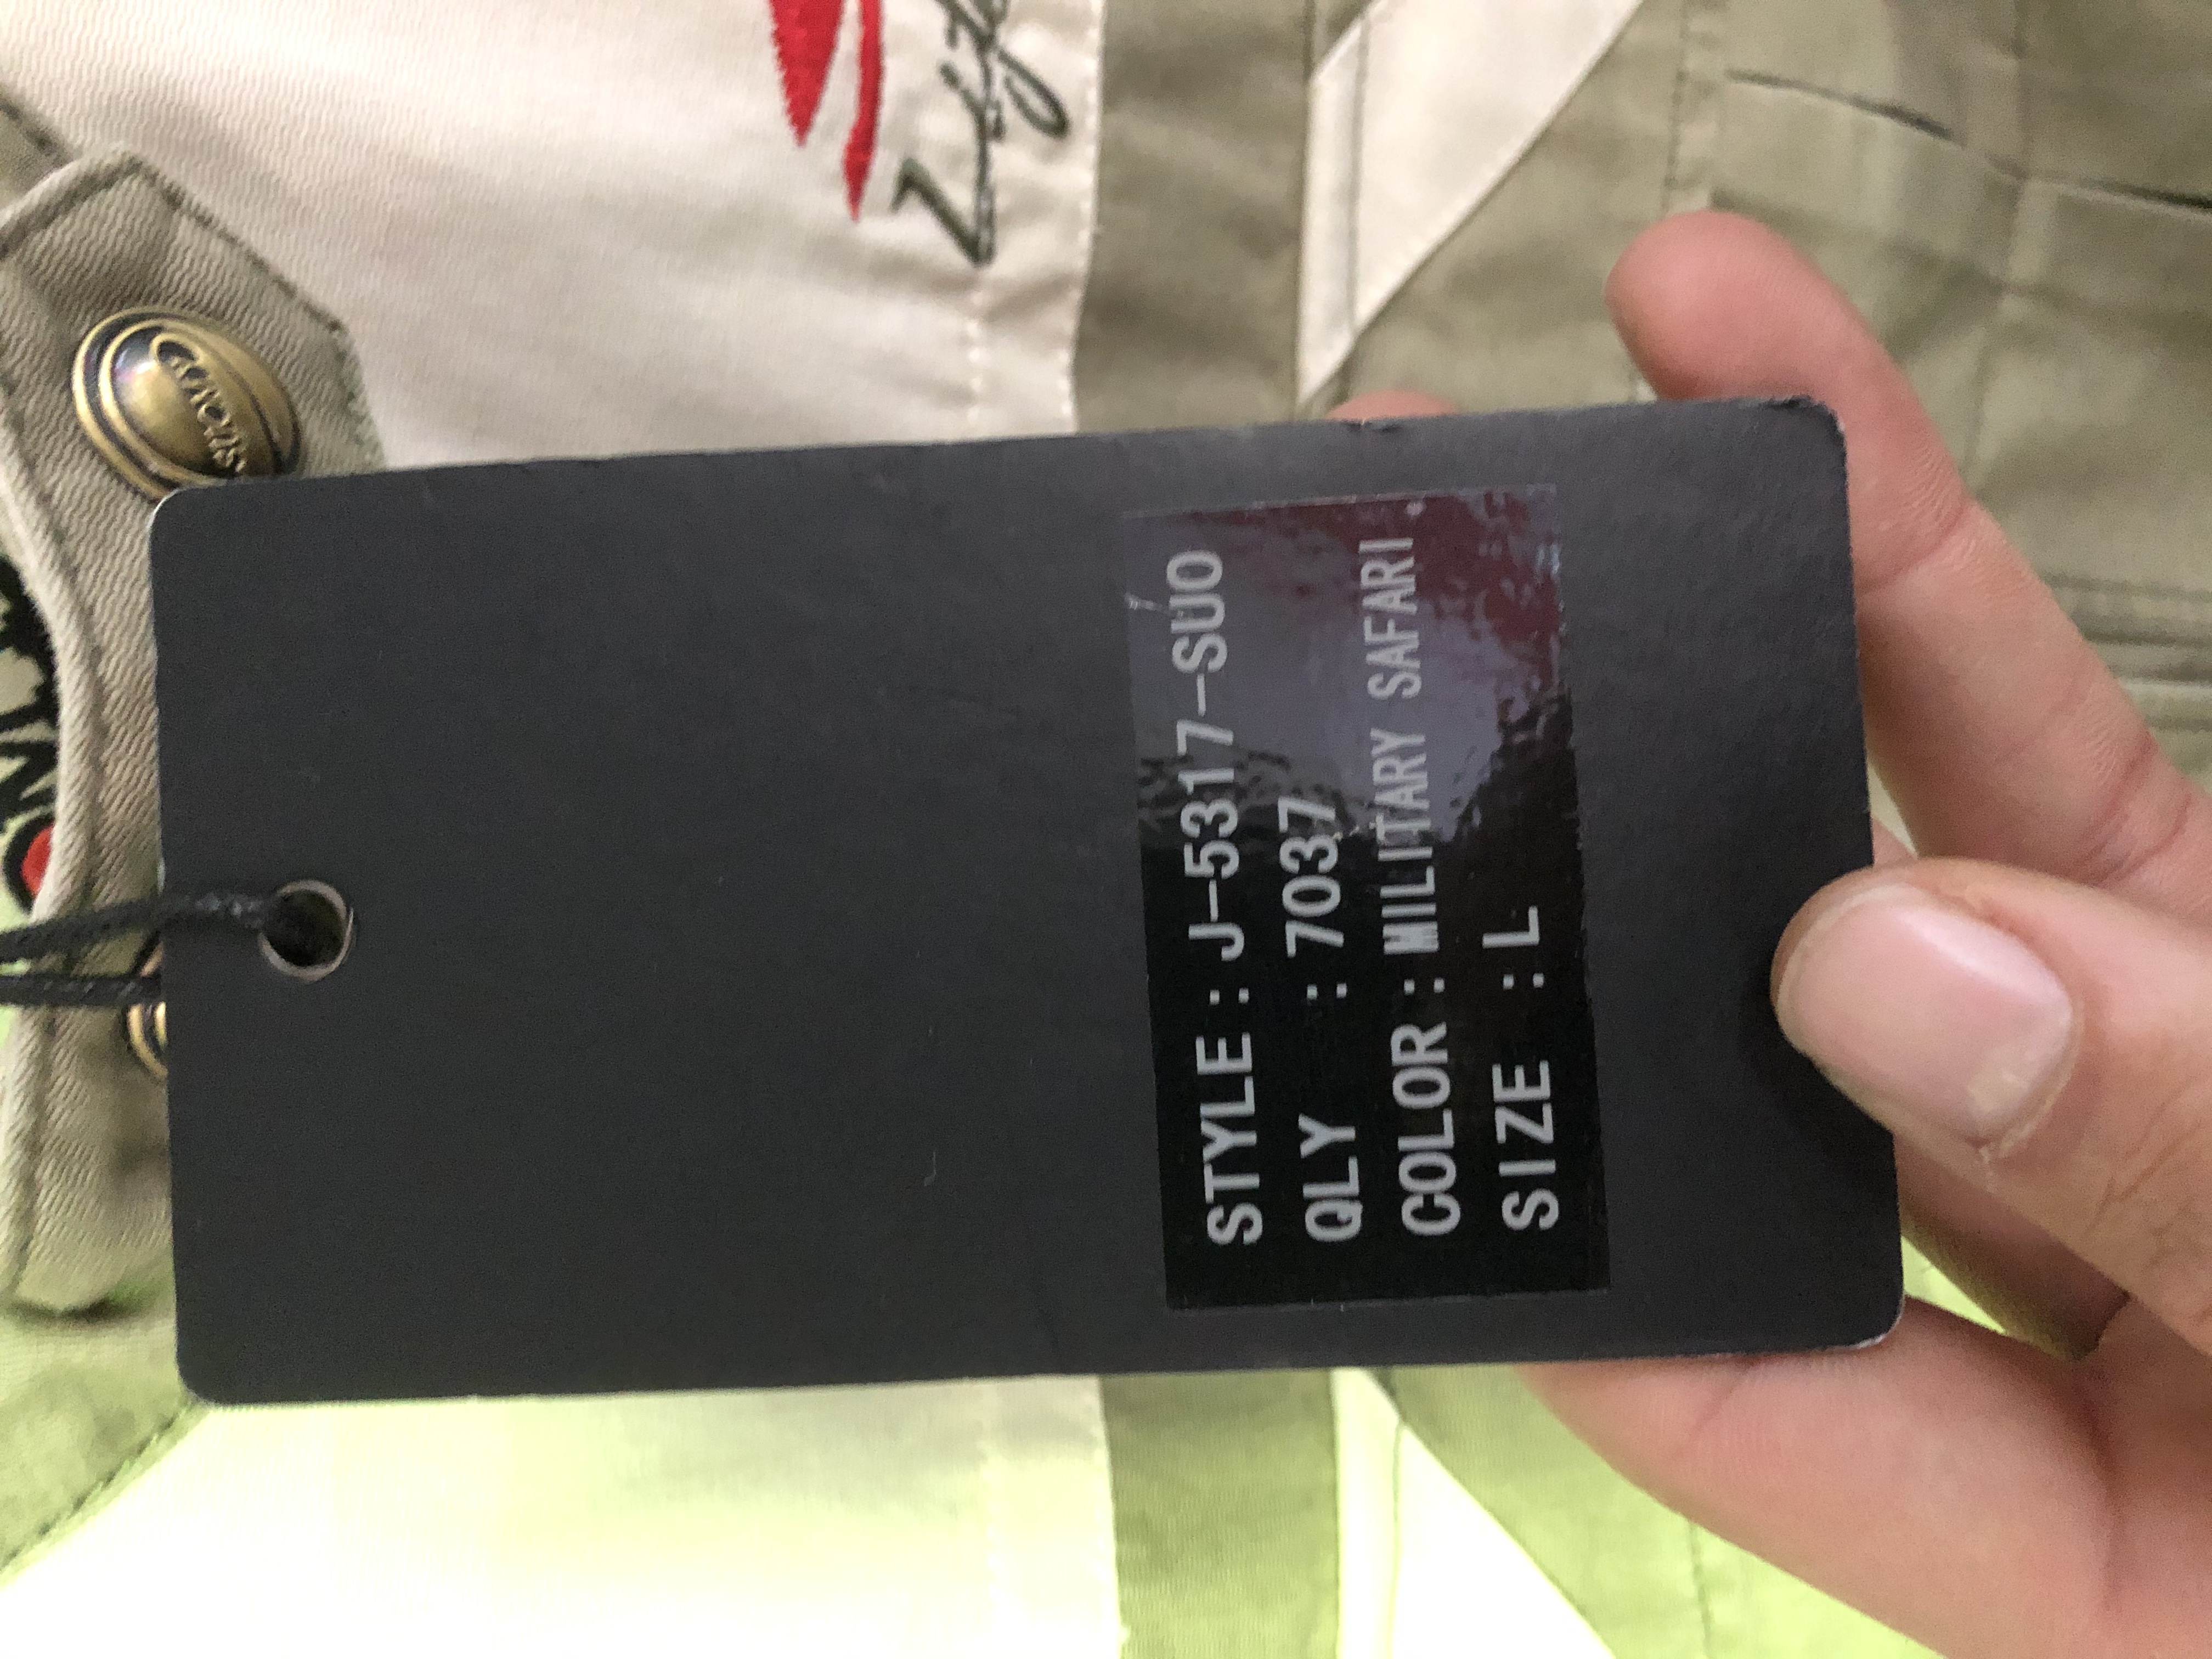 STYLE : J-5317-SUO
QLY : 7037
COLOR : MILITARY SAFARI
SIZE : L